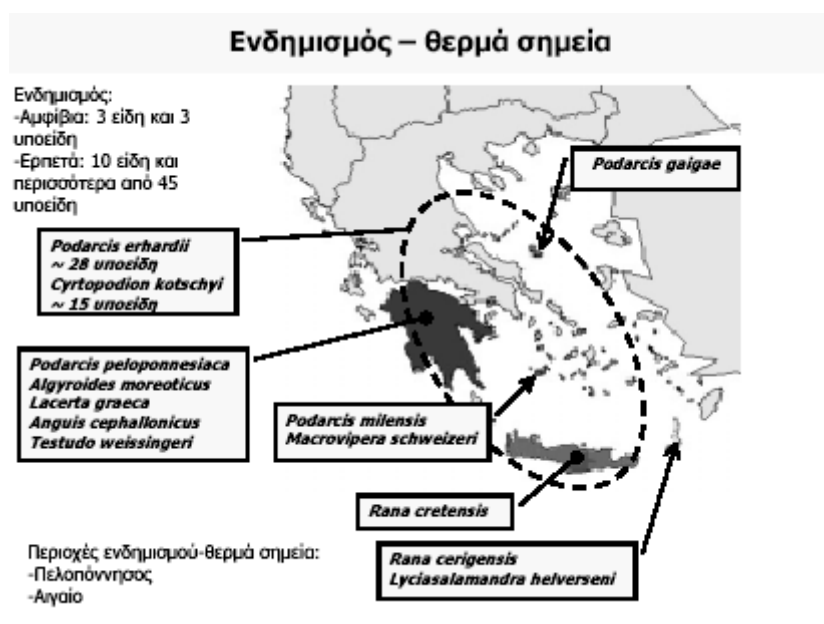 Ενδημισμός – θερμά σημεία
Ενδημισμός:
-Αμφίβια: 3 είδη και 3
υποείδη
-Ερπετά: 10 είδη και
περισσότερα από 45
υποείδη
Podarcis gaigae
Podarcis erhardii
~ 28 υποείδη
Cyrtopodion kotschyi
~ 15 υποείδη
Podarcis peloponnesiaca
Algyroides moreoticus
Lacerta graeca
Anguis cephallonicus
Testudo weissingeri
Podarcis milensis
Macrovipera schweizeri
Rana cretensis
Rana cerigensis
Lyciasalamandra helverseni
Περιοχές ενδημισμού-θερμά σημεία:
-Πελοπόννησος
-Αιγαίο